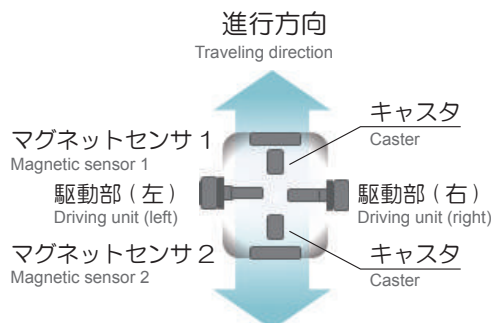 進行方向
Traveling direction
キャスタ
Caster
マグネットセンサ 1
Magnetic sensor 1
駆動部 ( 左 )
Driving unit (left)
駆動部 ( 右 )
Driving unit (right)
マグネットセンサ 2
Magnetic sensor 2
キャスタ
Caster